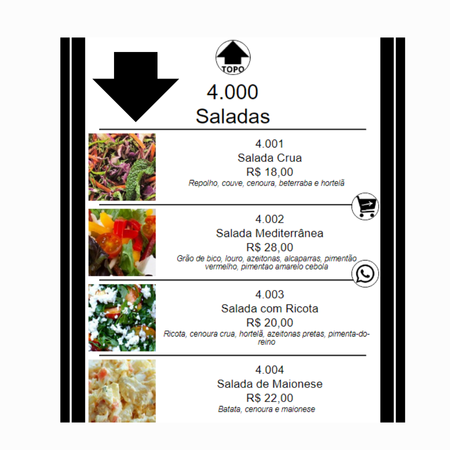 TOPO
4.000
Saladas
4.001
Salada Crua
R$ 18,00
Repolho, couve, cenoura, beterraba e hortelã
4.002
Salada Mediterrânea
R$ 28,00
Grão de bico, louro, azeitonas, alcaparras, pimentão
vermelho, pimentao amarelo cebola
4.003
Salada com Ricota
R$ 20,00
Ricota, cenoura crua, hortelã, azeitonas pretas, pimenta-do-
reino
4.004
Salada de Maionese
R$ 22,00
Batata, cenoura e maionese